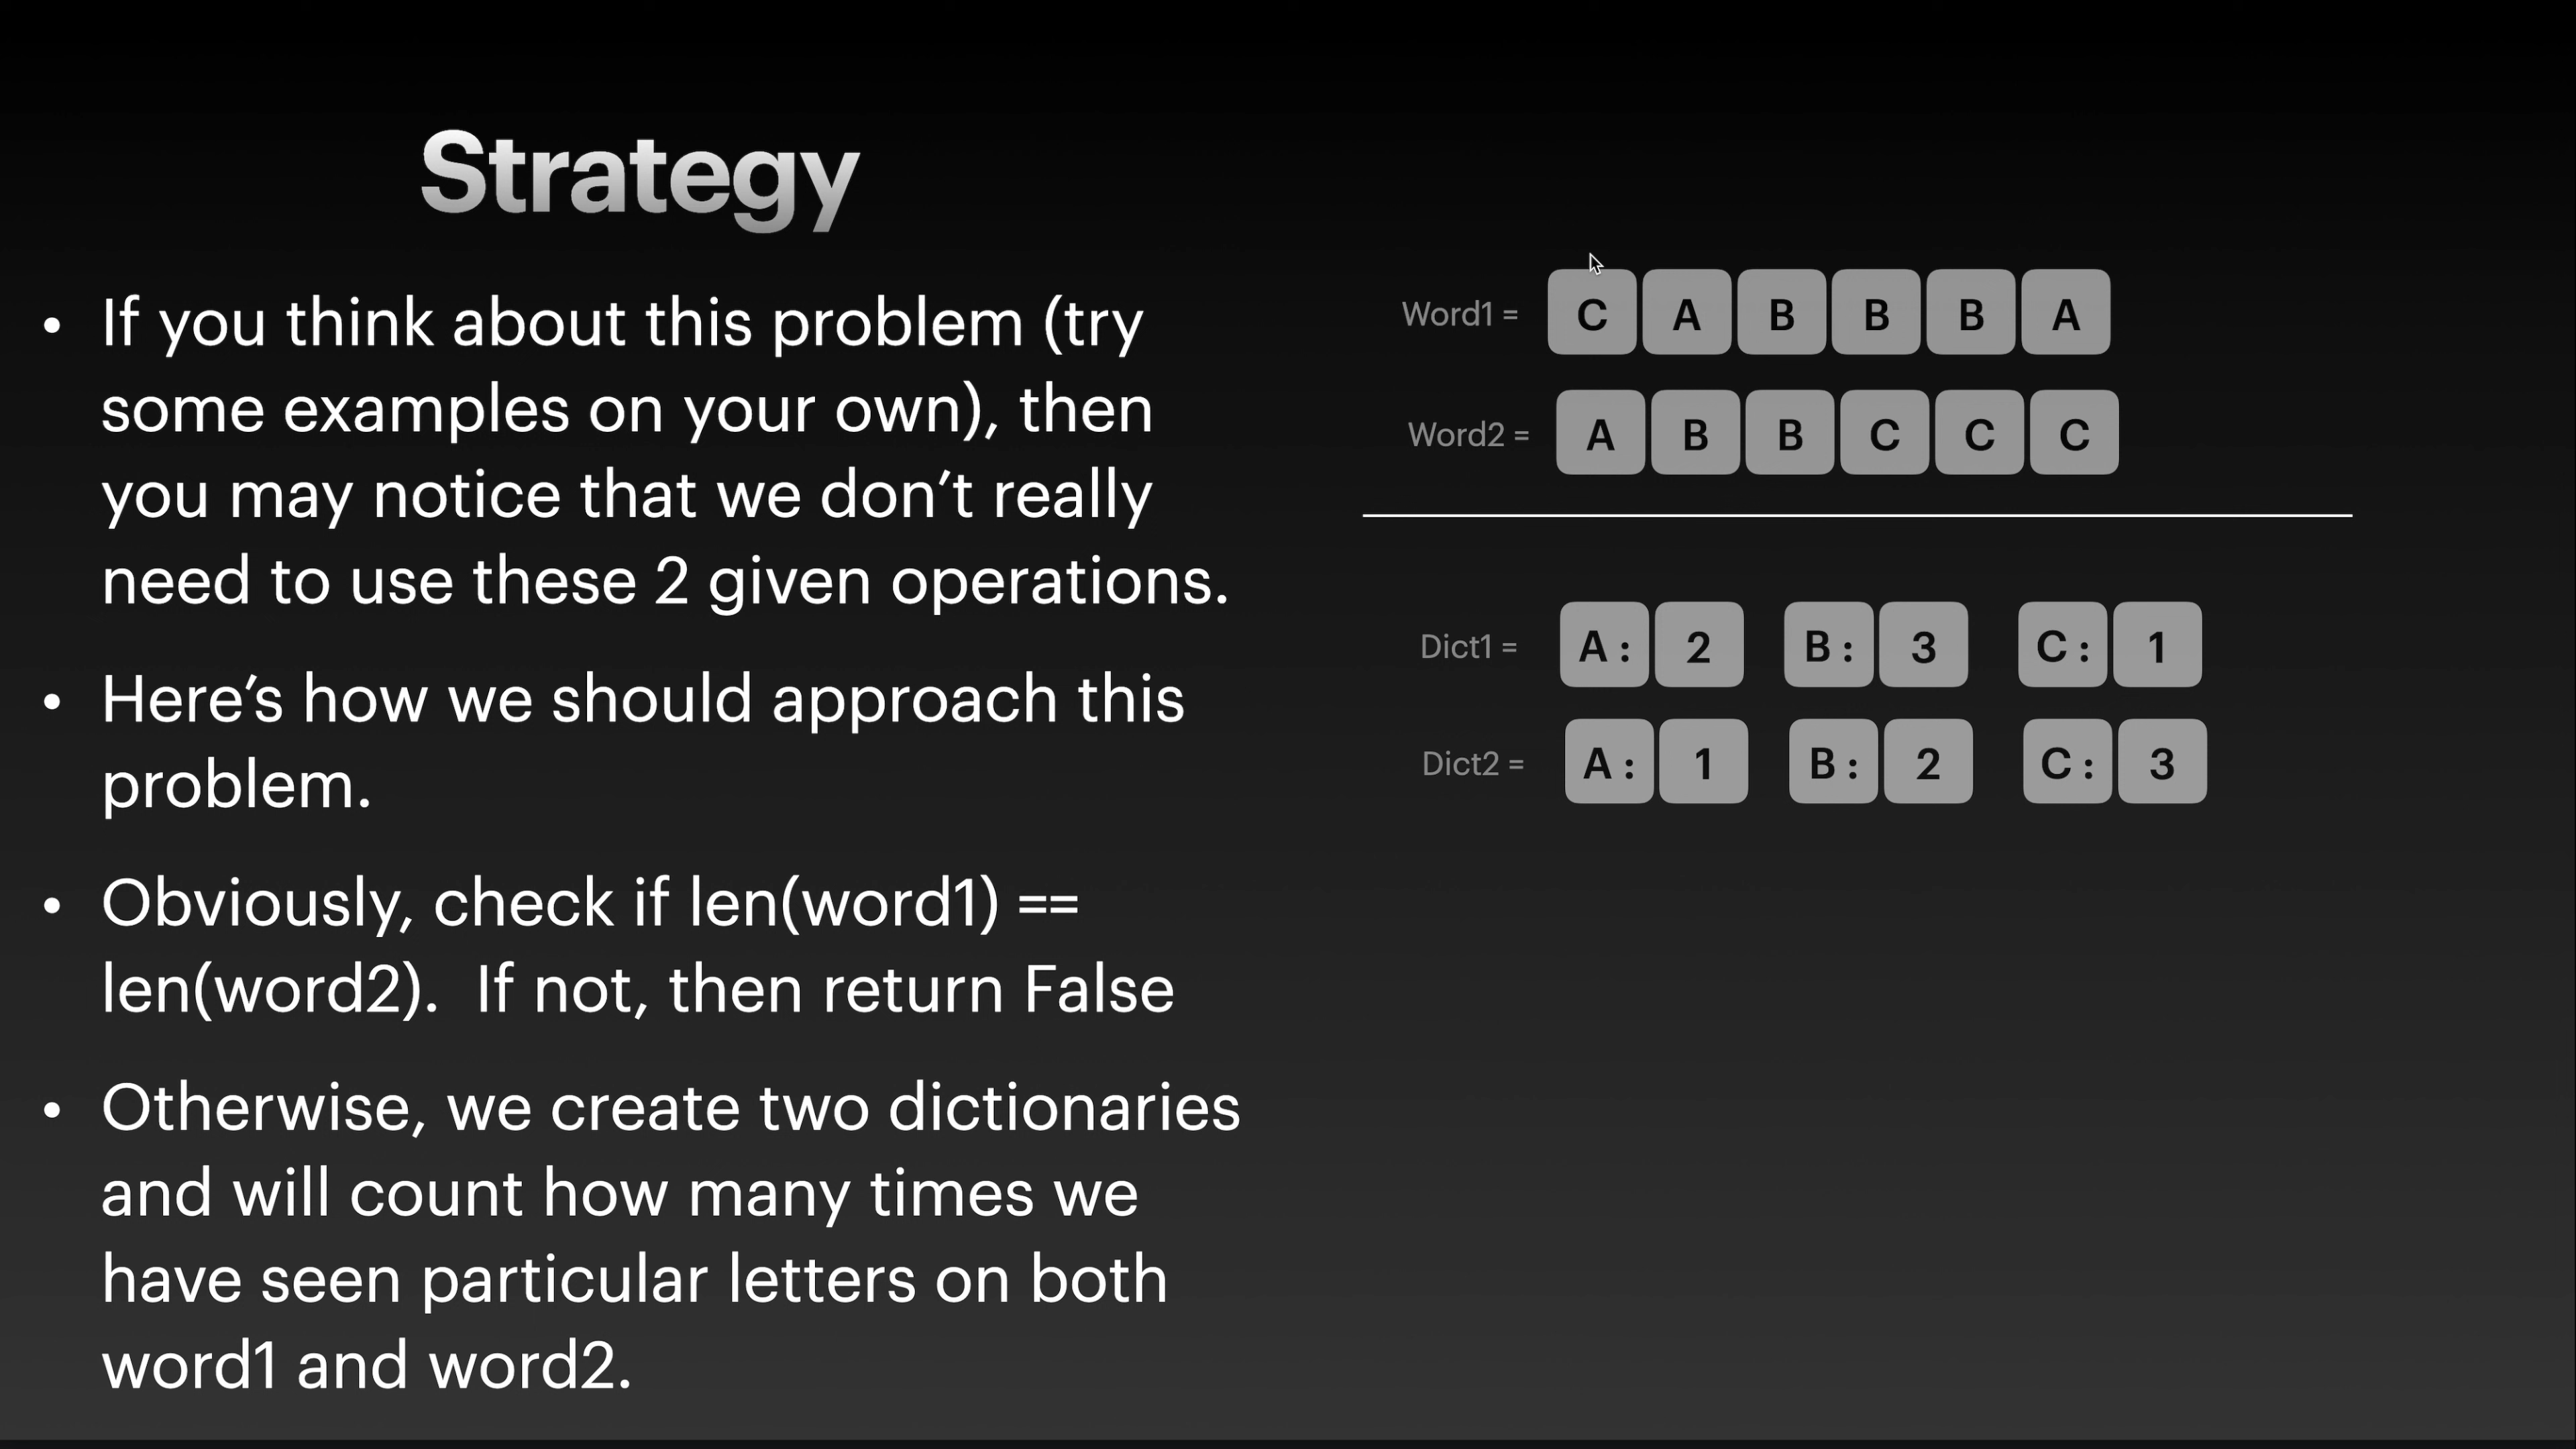 Strategy
• If you think about this problem (try
some examples on your own), then
you may notice that we don’t really
need to use these 2 given operations.
• Here’s how we should approach this
problem.
• Obviously, check if len(word1) ==
len(word2).  If not, then return False
• Otherwise, we create two dictionaries
and will count how many times we
have seen particular letters on both
word1 and word2.
Word1 = C A B B B A
Word2 = A B B C C C
Dict1 = A : 2 B : 3 C : 1
Dict2 = A : 1 B : 2 C : 3